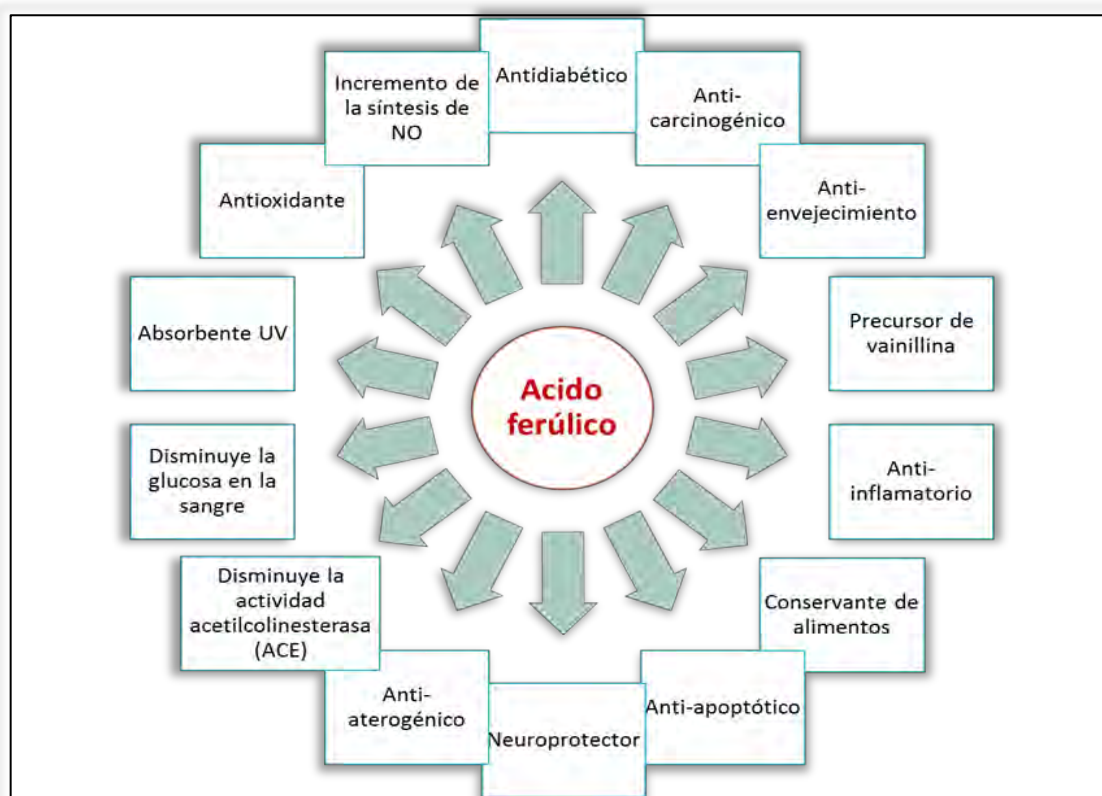 Antidiabético
Anti-
carcinogénico
Anti-
envejecimiento
Precursor de
vainillina
Anti-
inflamatorio
Conservante de
alimentos
Anti-apoptótico
Neuroprotector
Anti-
aterogénico
Disminuye la
actividad
acetilcolinesterasa
(ACE)
Disminuye la
glucosa en la
sangre
Absorbente UV
Antioxidante
Incremento de
la síntesis de
NO
Acido
ferúlico